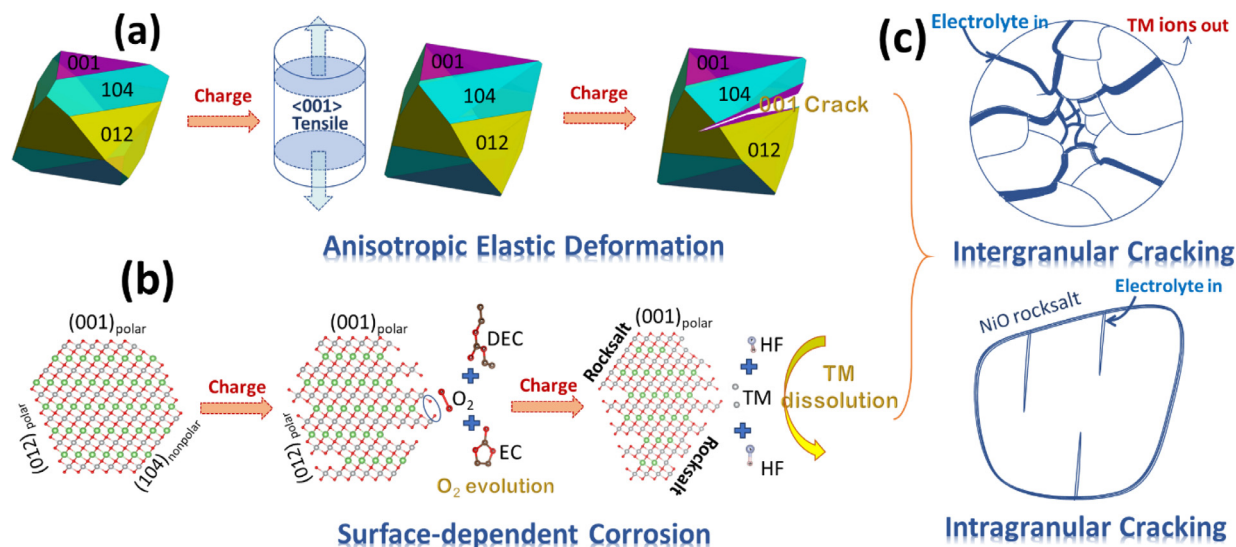 (a)
001
104
012
Charge
<001>
Tensile
001
104
012
Charge
001
104
001 Crack
012
Anisotropic Elastic Deformation
(b)
(001)polar
(012)polar
(104)nonpolar
Charge
(001)polar
(012)polar
DEC
O2
EC
O2 evolution
Charge
(001)polar
Rocksalt
Rocksalt
HF
TM
HF
TM
dissolution
Surface-dependent Corrosion
(c)
Electrolyte in
TM ions out
Intergranular Cracking
NiO rocksalt
Electrolyte in
Intragranular Cracking